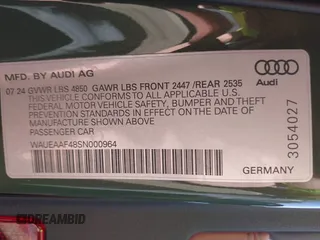 MFD. BY AUDI AG
07 24 GVWR LBS 4850 GAWR LBS FRONT 2447 /REAR 2535
THIS VEHICLE CONFORMS TO ALL APPLICABLE U.S.
FEDERAL MOTOR VEHICLE SAFETY, BUMPER AND THEFT
PREVENTION STANDARDS IN EFFECT ON THE
DATE OF MANUFACTURE SHOWN ABOVE
PASSENGER CAR
WAUEAAF48SN000964
GERMANY
Audi
3054027
DREAMBID